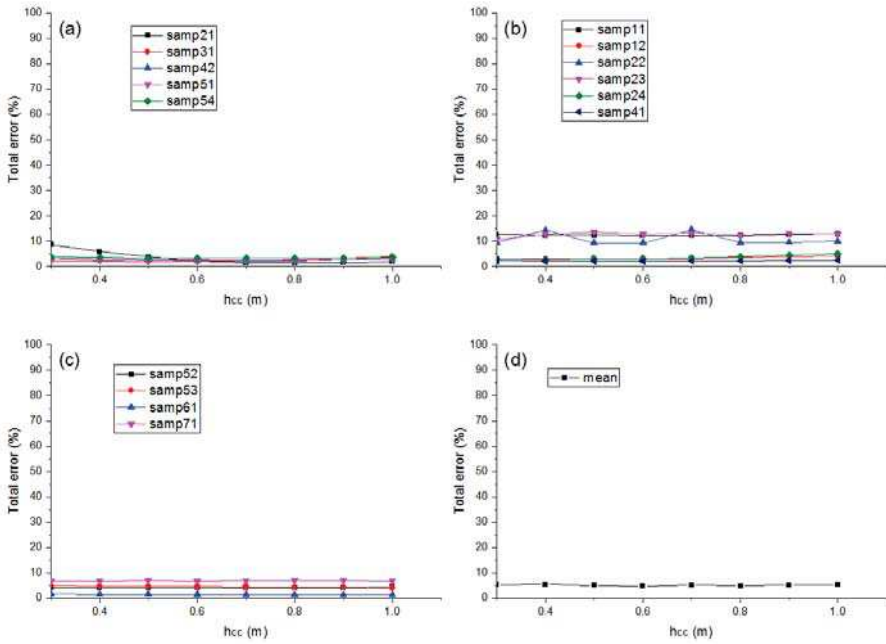 (a)
samp21
samp31
samp42
samp51
samp54
Total error (%)
100
90
80
70
60
50
40
30
20
10
0
0.4
0.6
0.8
1.0
hcc (m)
(b)
samp11
samp12
samp22
samp23
samp24
samp41
Total error (%)
100
90
80
70
60
50
40
30
20
10
0
0.4
0.6
0.8
1.0
hcc (m)
(c)
samp52
samp53
samp61
samp71
Total error (%)
100
90
80
70
60
50
40
30
20
10
0
0.4
0.6
0.8
1.0
hcc (m)
(d)
mean
Total error (%)
100
90
80
70
60
50
40
30
20
10
0
0.4
0.6
0.8
1.0
hcc (m)